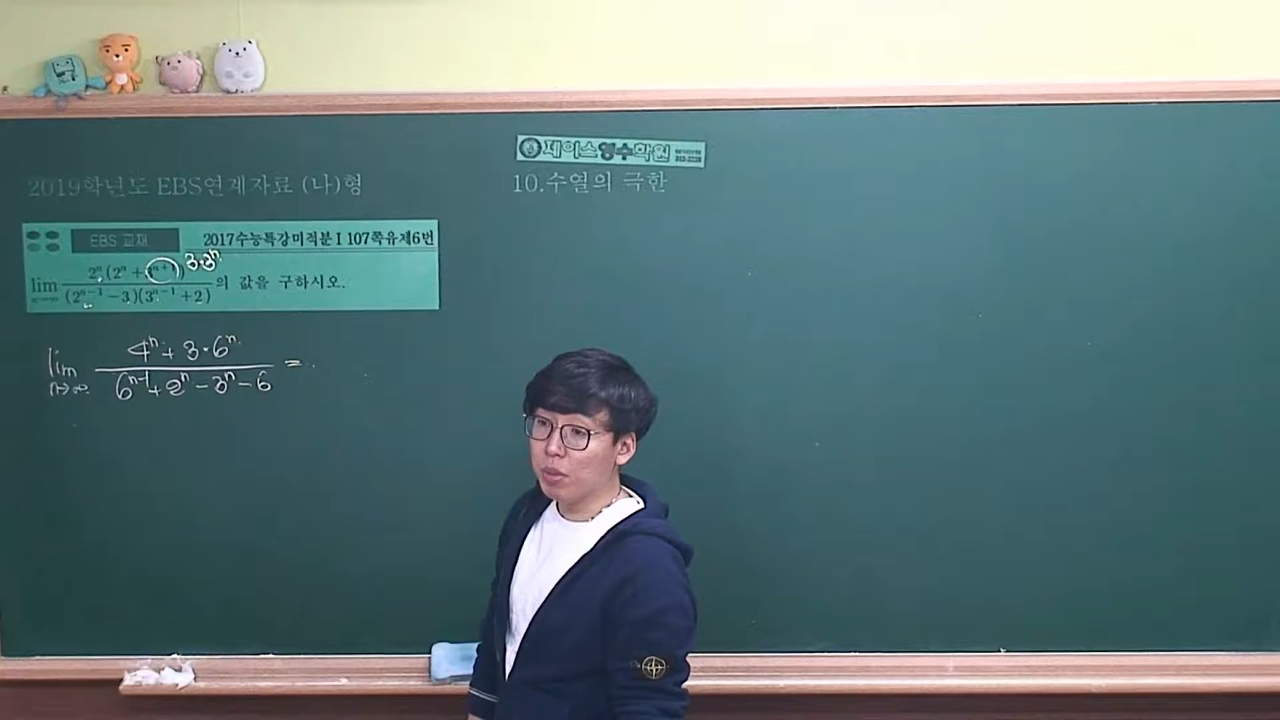 제이스영수학원
2019학년도 EBS연계자료 (나)형
10.수열의 극한
EBS 교재
2017수능특강미적분Ⅰ 107쪽유제6번
lim 2ⁿ(2ⁿ+3ⁿ⁺¹) / (2ⁿ⁻¹-3)(3ⁿ⁻¹+2) 의 값을 구하시오.
3·3ⁿ
lim n→∞ 4ⁿ+3·6ⁿ / 6ⁿ⁻¹+2ⁿ-3ⁿ-6 =